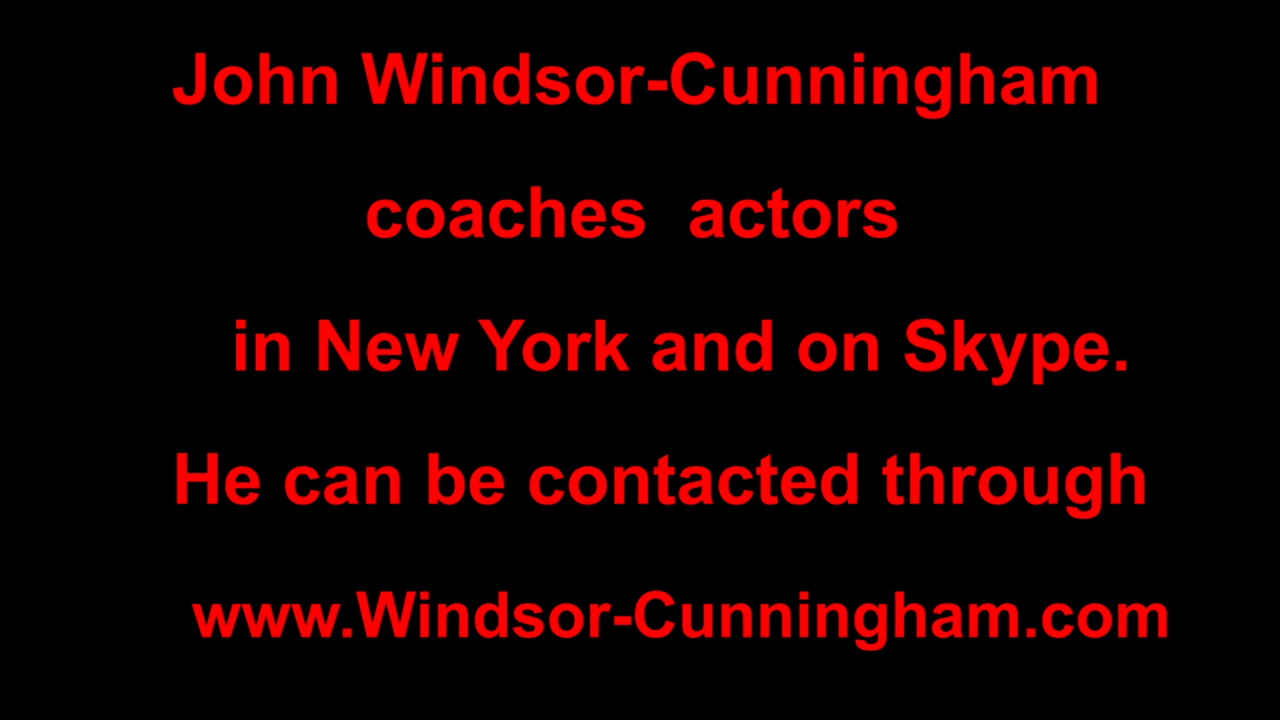 John Windsor-Cunningham
coaches actors
in New York and on Skype.
He can be contacted through
www.Windsor-Cunningham.com